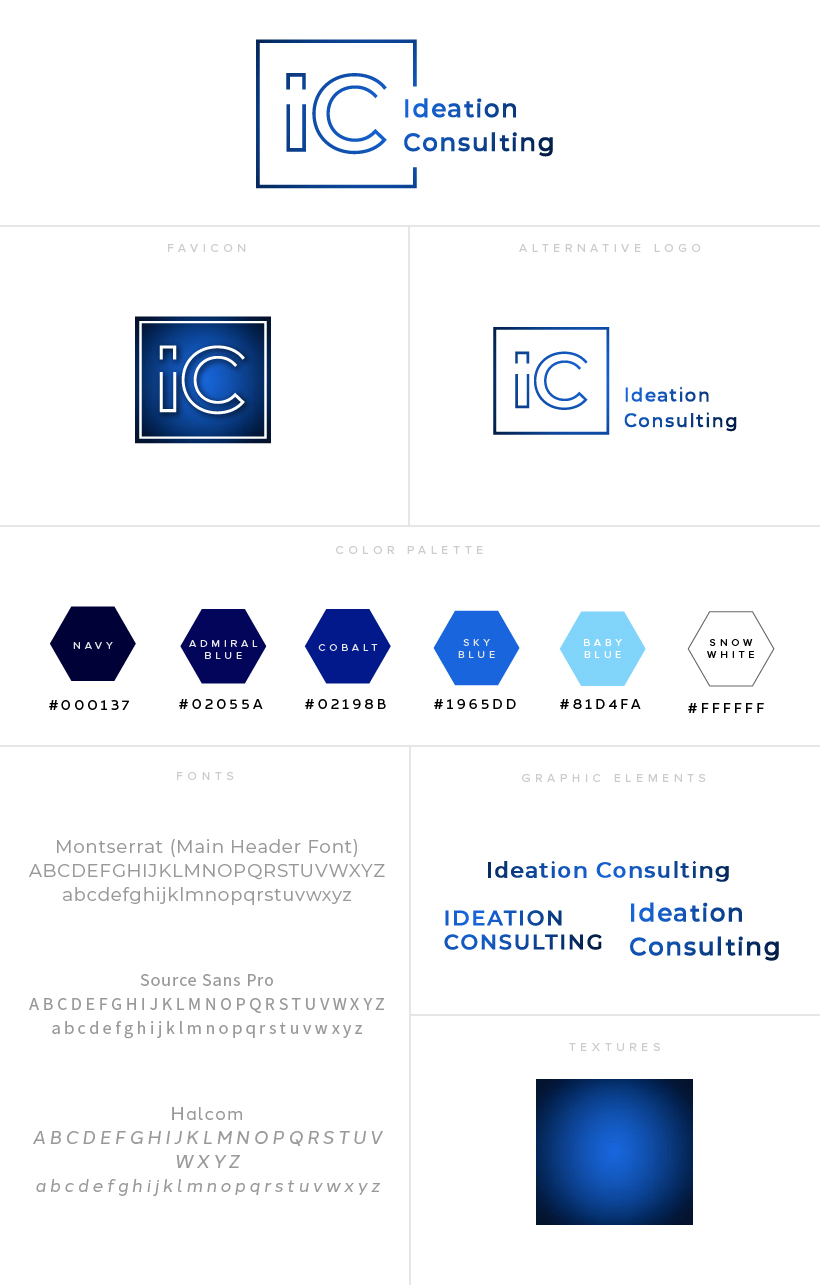 iC
Ideation
Consulting
FAVICON
ALTERNATIVE LOGO
iC
iC
Ideation
Consulting
COLOR PALETTE
NAVY
ADMIRAL
BLUE
COBALT
SKY
BLUE
BABY
BLUE
SNOW
WHITE
#000137
#02055A
#02198B
#1965DD
#81D4FA
#FFFFFF
FONTS
Montserrat (Main Header Font)
ABCDEFGHIJKLMNOPQRSTUVWXYZ
abcdefghijklmnopqrstuvwxyz
Source Sans Pro
ABCDEFGHIJKLMNOPQRSTUVWXYZ
abcdefghijklmnopqrstuvwxyz
Halcom
ABCDEFGHIJKLMNOPQRSTUV
WXYZ
abcdefghijklmnopqrstuvwxyz
GRAPHIC ELEMENTS
Ideation Consulting
IDEATION
CONSULTING
Ideation
Consulting
TEXTURES